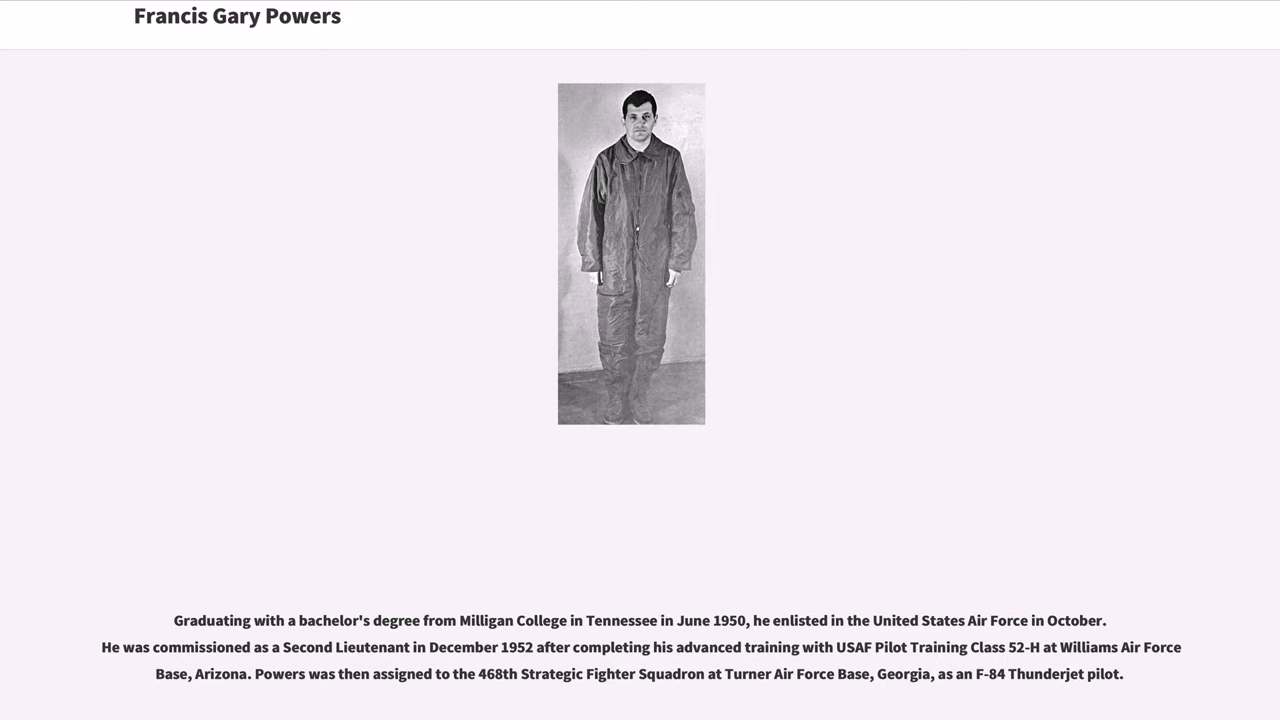 Francis Gary Powers
Graduating with a bachelor's degree from Milligan College in Tennessee in June 1950, he enlisted in the United States Air Force in October.
He was commissioned as a Second Lieutenant in December 1952 after completing his advanced training with USAF Pilot Training Class 52-H at Williams Air Force
Base, Arizona. Powers was then assigned to the 468th Strategic Fighter Squadron at Turner Air Force Base, Georgia, as an F-84 Thunderjet pilot.